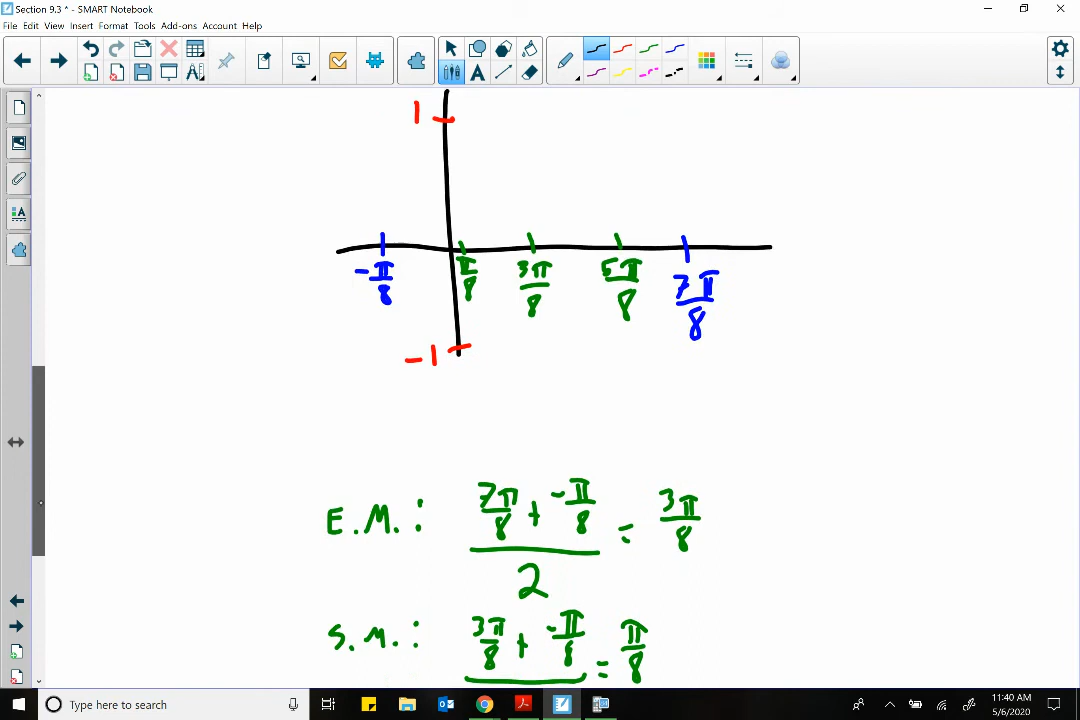 Section 9.3 * - SMART Notebook
File Edit View Insert Format Tools Add-ons Account Help
1
-π/8 π/8 3π/8 5π/8 7π/8
-1
E.M.: (7π/8 + -π/8)/2 = 3π/8
S.M.: 3π/8 + -π/8 = π/8
Type here to search
11:40 AM
5/6/2020